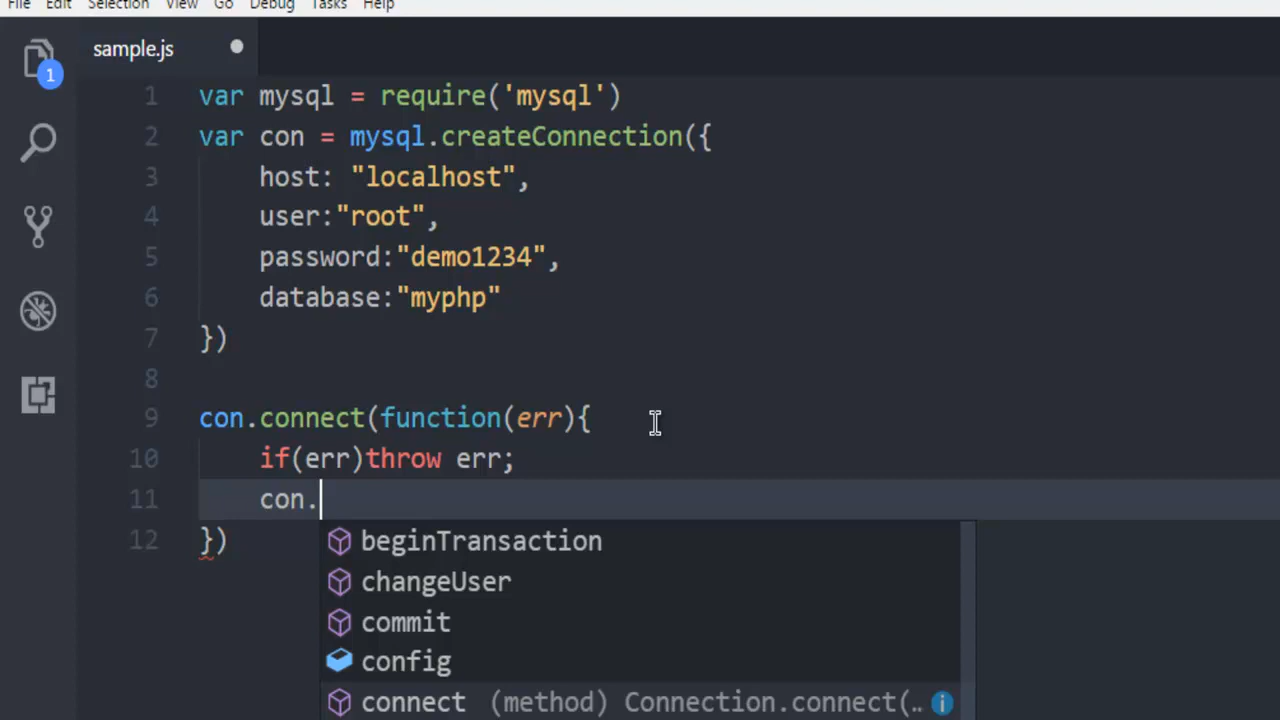 File Edit Selection View Go Debug Tasks Help
sample.js
1
1 var mysql = require('mysql')
2 var con = mysql.createConnection({
3 host: "localhost",
4 user:"root",
5 password:"demo1234",
6 database:"myphp"
7 })
8
9 con.connect(function(err){
10 if(err)throw err;
11 con.
12 })
beginTransaction
changeUser
commit
config
connect (method) Connection.connect(..